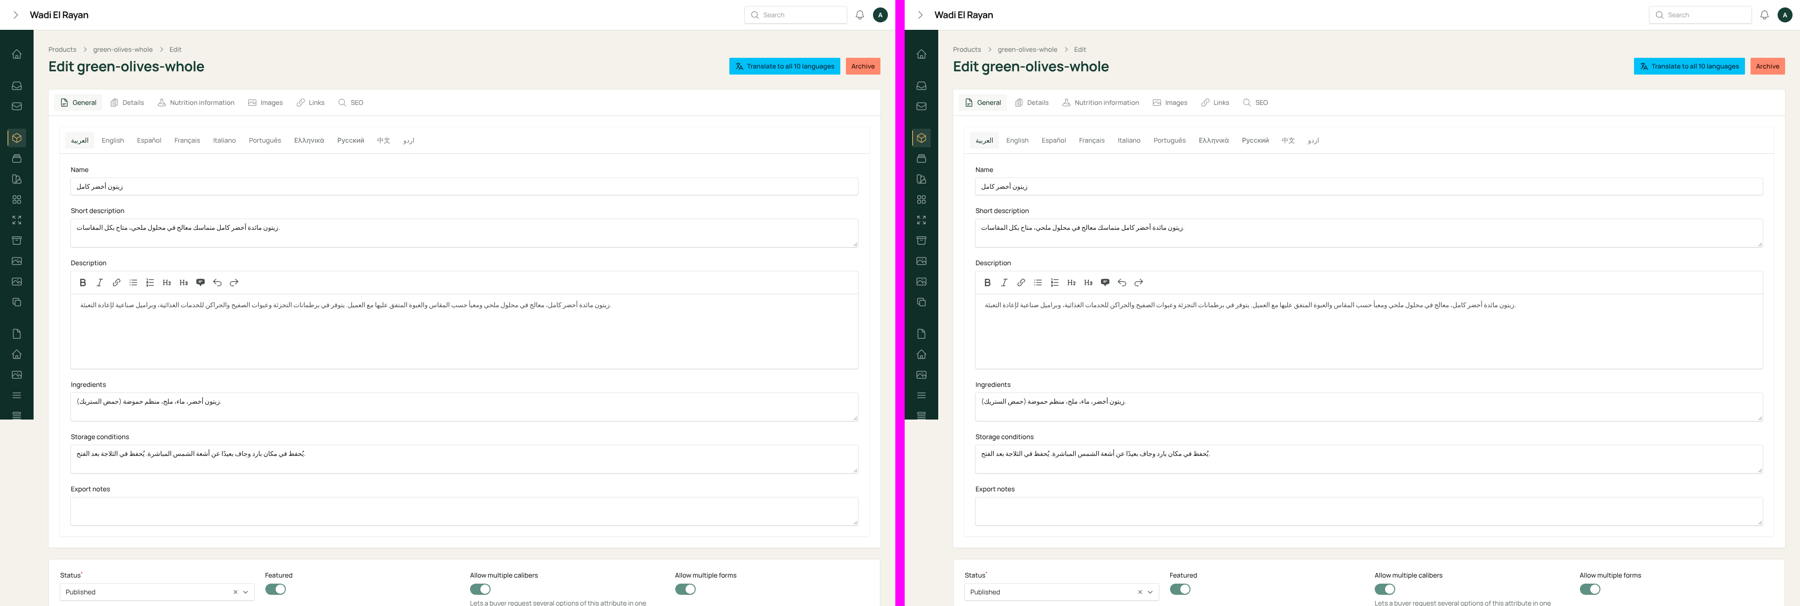 Wadi El Rayan
Search
A
Products > green-olives-whole > Edit
Edit green-olives-whole
Translate to all 10 languages
Archive
General Details Nutrition information Images Links SEO
العربية English Español Français Italiano Português Ελληνικά Русский 中文 اردو
Name
زيتون أخضر كامل
Short description
زيتون مائدة أخضر كامل متماسك معالج في محلول ملحي، متاح بكل المقاسات.
Description
B I H2 H3
زيتون مائدة أخضر كامل، معالج في محلول ملحي ومعبأ حسب المقاس والعبوة المتفق عليها مع العميل. يتوفر في برطمانات التجزئة وعبوات الصفيح والجراكن للخدمات الغذائية، وبراميل صناعية لإعادة التعبئة.
Ingredients
زيتون أخضر، ماء، ملح، منظم حموضة (حمض الستريك).
Storage conditions
يُحفظ في مكان بارد وجاف بعيدًا عن أشعة الشمس المباشرة. يُحفظ في الثلاجة بعد الفتح.
Export notes
Status* Featured Allow multiple calibers Allow multiple forms
Published
Lets a buyer request several options of this attribute in one
Wadi El Rayan
Search
A
Products > green-olives-whole > Edit
Edit green-olives-whole
Translate to all 10 languages
Archive
General Details Nutrition information Images Links SEO
العربية English Español Français Italiano Português Ελληνικά Русский 中文 اردو
Name
زيتون أخضر كامل
Short description
زيتون مائدة أخضر كامل متماسك معالج في محلول ملحي، متاح بكل المقاسات.
Description
B I H2 H3
زيتون مائدة أخضر كامل، معالج في محلول ملحي ومعبأ حسب المقاس والعبوة المتفق عليها مع العميل. يتوفر في برطمانات التجزئة وعبوات الصفيح والجراكن للخدمات الغذائية، وبراميل صناعية لإعادة التعبئة.
Ingredients
زيتون أخضر، ماء، ملح، منظم حموضة (حمض الستريك).
Storage conditions
يُحفظ في مكان بارد وجاف بعيدًا عن أشعة الشمس المباشرة. يُحفظ في الثلاجة بعد الفتح.
Export notes
Status* Featured Allow multiple calibers Allow multiple forms
Published
Lets a buyer request several options of this attribute in one